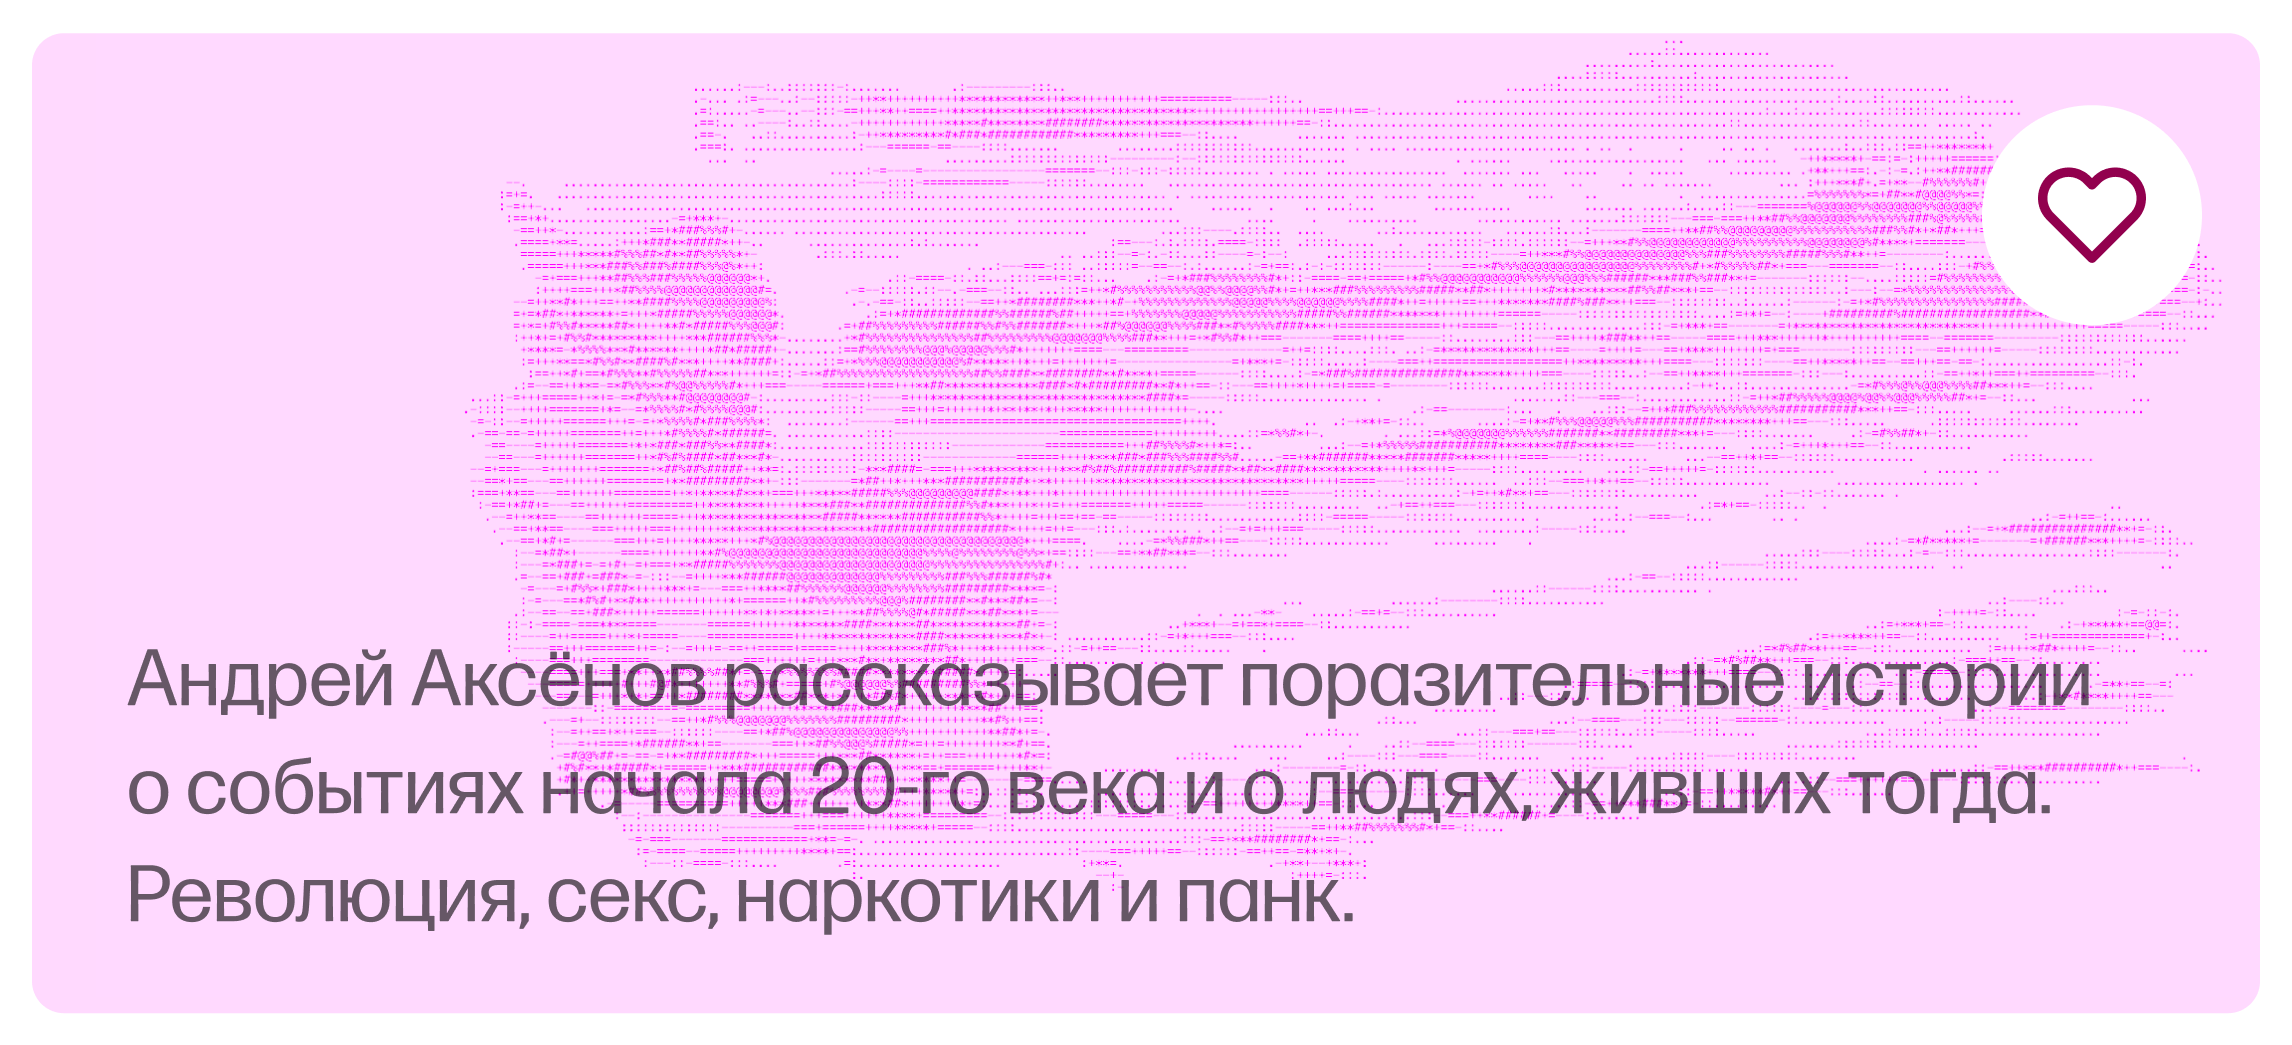 Андрей Аксёнов рассказывает поразительные истории
о событиях начала 20-го века и о людях, живших тогда.
Революция, секс, наркотики и панк.